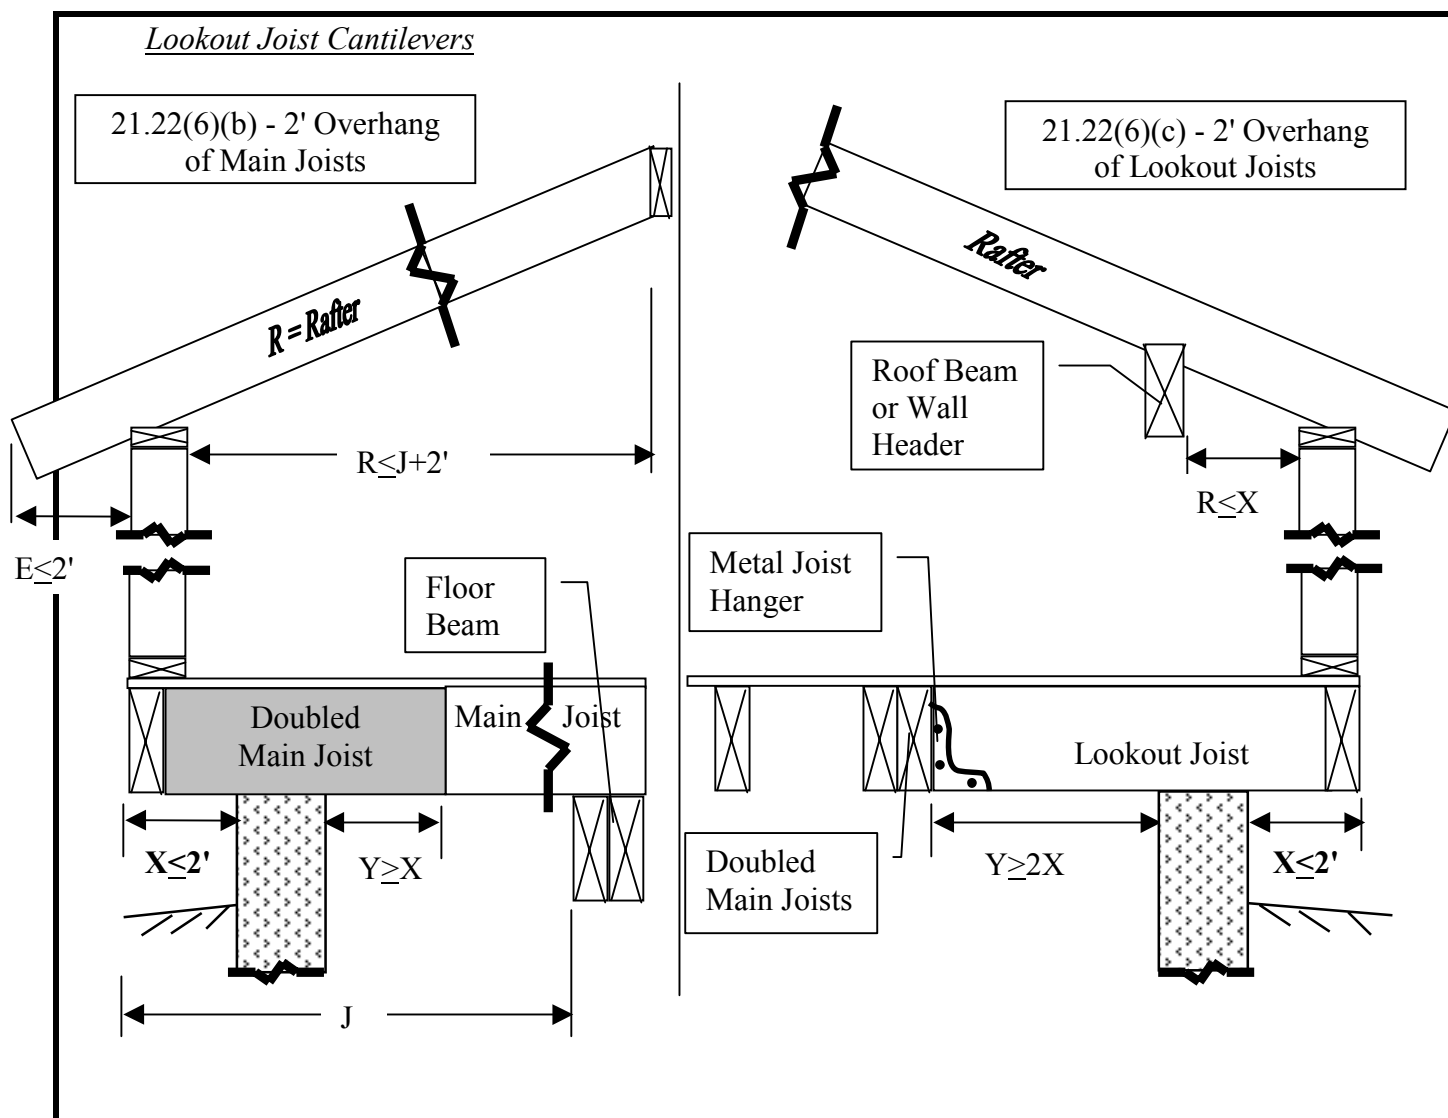 Lookout Joist Cantilevers
21.22(6)(b) - 2' Overhang
of Main Joists
21.22(6)(c) - 2' Overhang
of Lookout Joists
R = Rafter
Rafter
Roof Beam
or Wall
Header
R≤J+2'
R≤X
E≤2'
Floor
Beam
Metal Joist
Hanger
Doubled
Main Joist
Main Joist
Lookout Joist
X≤2'
Y≥X
Doubled
Main Joists
Y≥2X
X≤2'
J